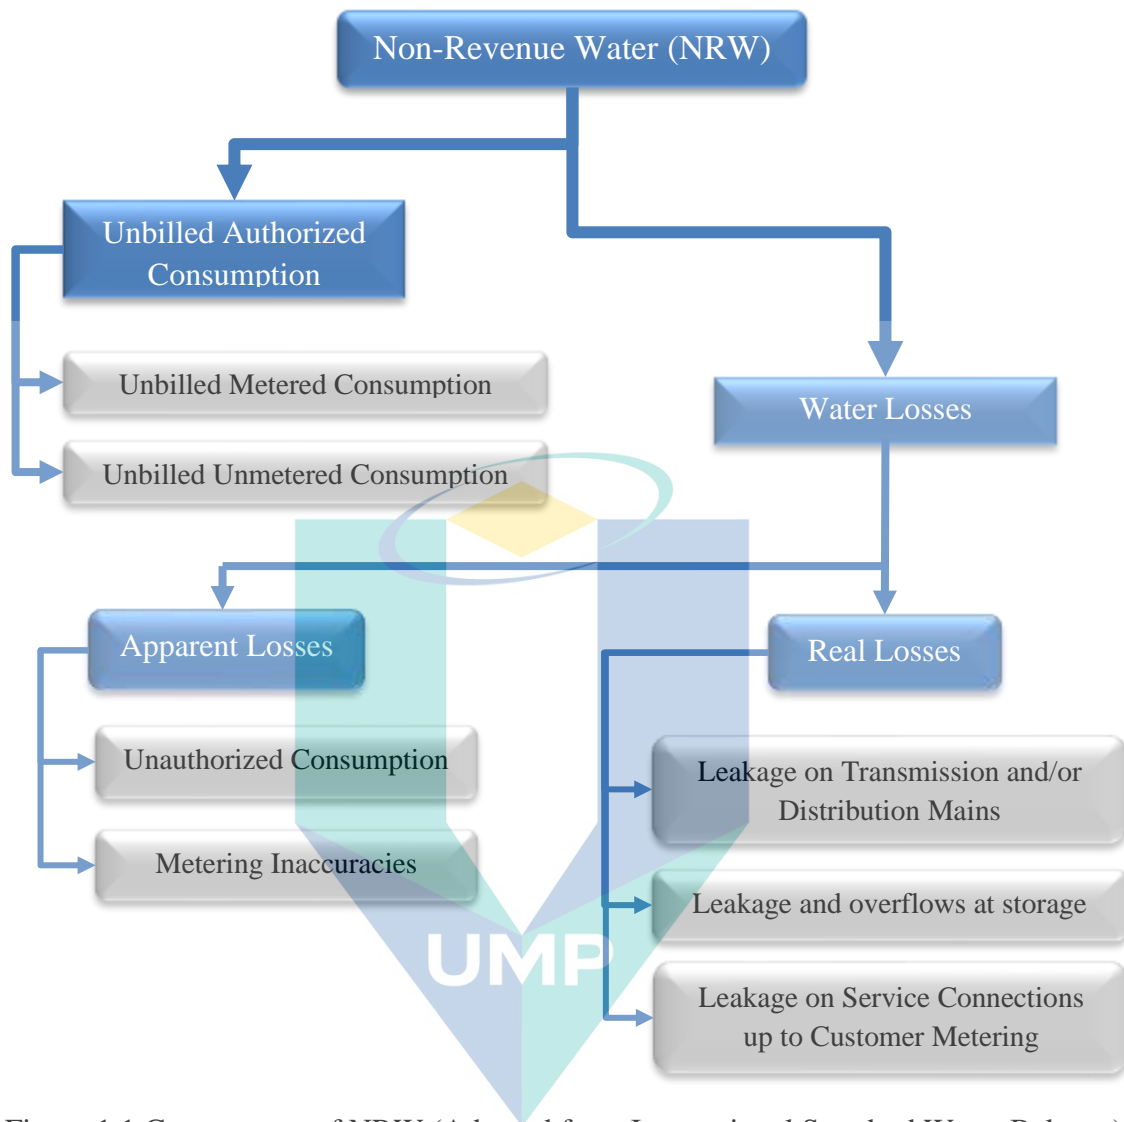 Non-Revenue Water (NRW)
Unbilled Authorized
Consumption
Unbilled Metered Consumption
Unbilled Unmetered Consumption
Water Losses
Apparent Losses
Unauthorized Consumption
Metering Inaccuracies
Real Losses
Leakage on Transmission and/or
Distribution Mains
Leakage and overflows at storage
Leakage on Service Connections
up to Customer Metering
UMP